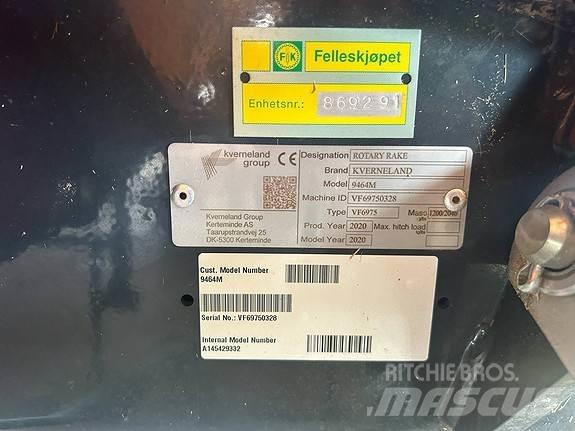 FK Felleskjøpet
Enhetsnr.: 869291
kverneland group CE
Kverneland Group
Kerteminde AS
Taarupstrandvej 25
DK-5300 Kerteminde
Designation ROTARY RAKE
Brand KVERNELAND
Model 9464M
Machine ID VF69750328
Type VF6975 Mass
Prod. Year 2020 Max. hitch load
Model Year 2020
Cust. Model Number
9464M
Serial No.: VF69750328
Internal Model Number
A145429332
RITCHIE BROS.
MASCUS